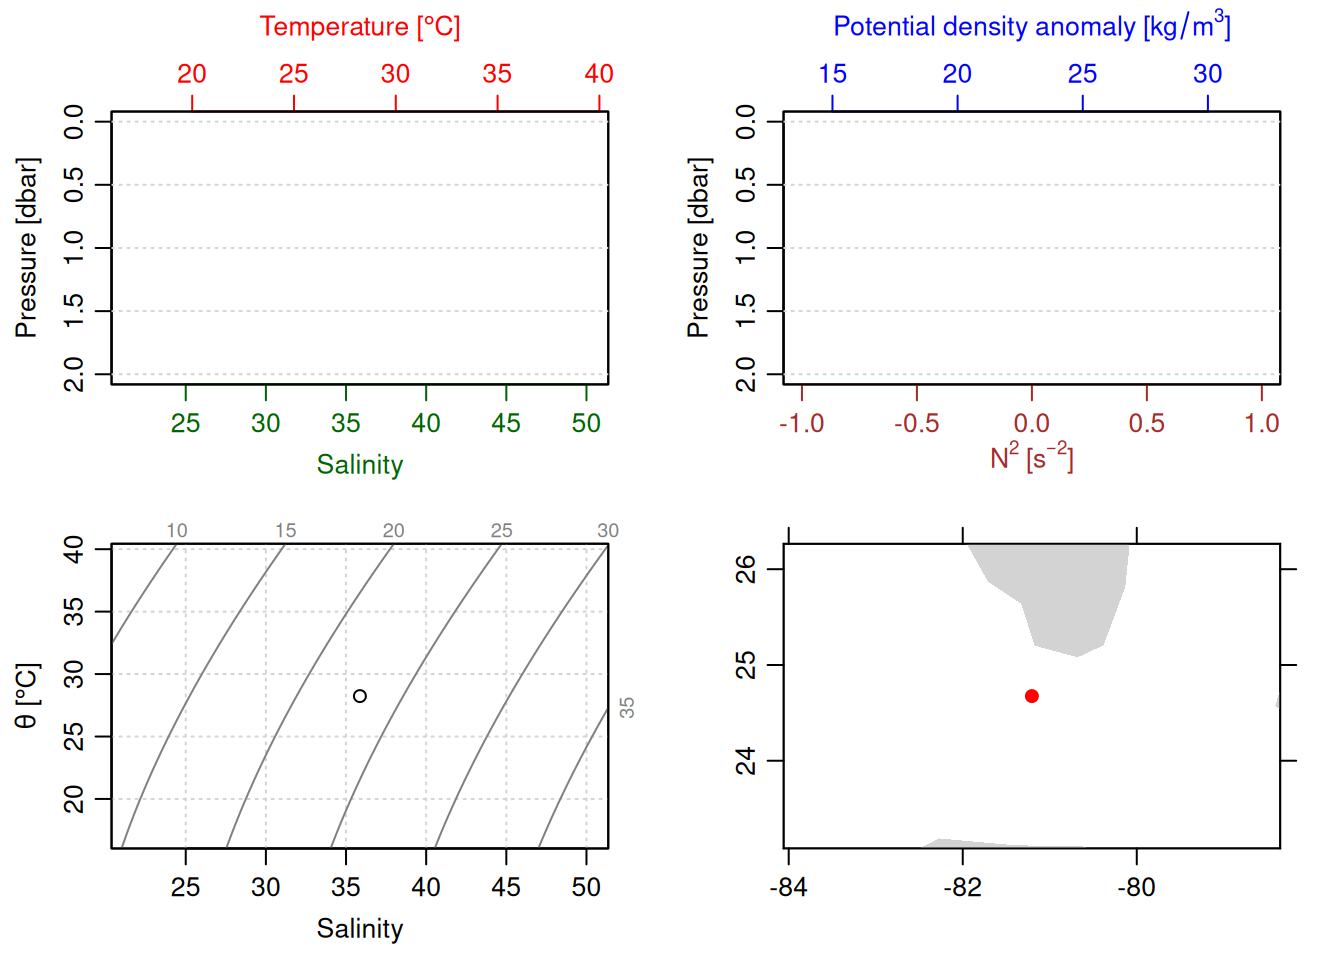 Temperature [°C]
20 25 30 35 40
Pressure [dbar]
0.0 0.5 1.0 1.5 2.0
25 30 35 40 45 50
Salinity
Potential density anomaly [kg/m³]
15 20 25 30
Pressure [dbar]
0.0 0.5 1.0 1.5 2.0
-1.0 -0.5 0.0 0.5 1.0
N² [s⁻²]
10 15 20 25 30
θ [°C]
40 35 30 25 20
35
25 30 35 40 45 50
Salinity
26 25 24
-84 -82 -80